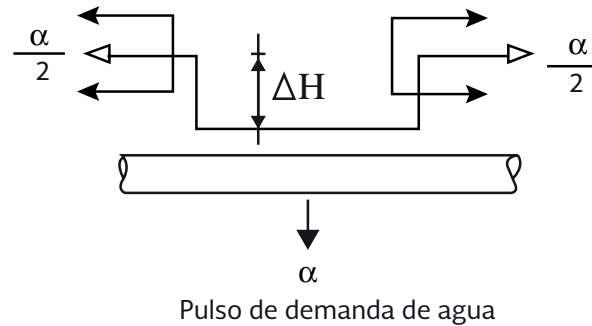 α/2
α/2
ΔH
α
Pulso de demanda de agua